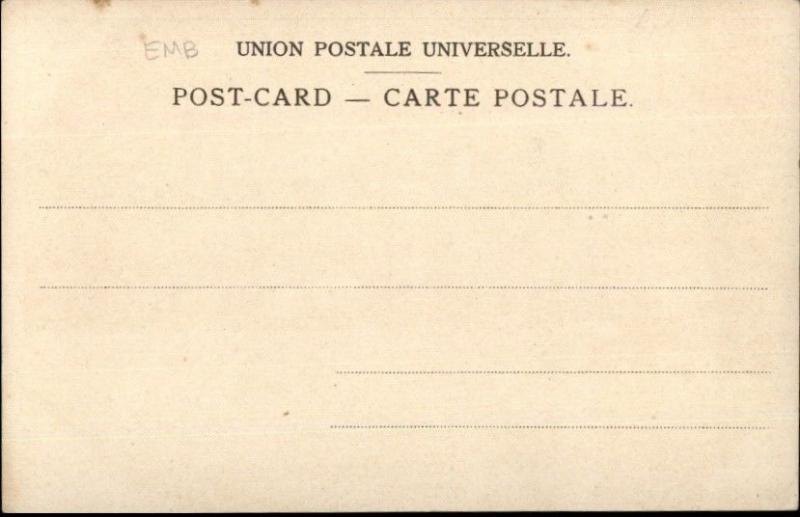 EMB UNION POSTALE UNIVERSELLE.
POST-CARD — CARTE POSTALE.